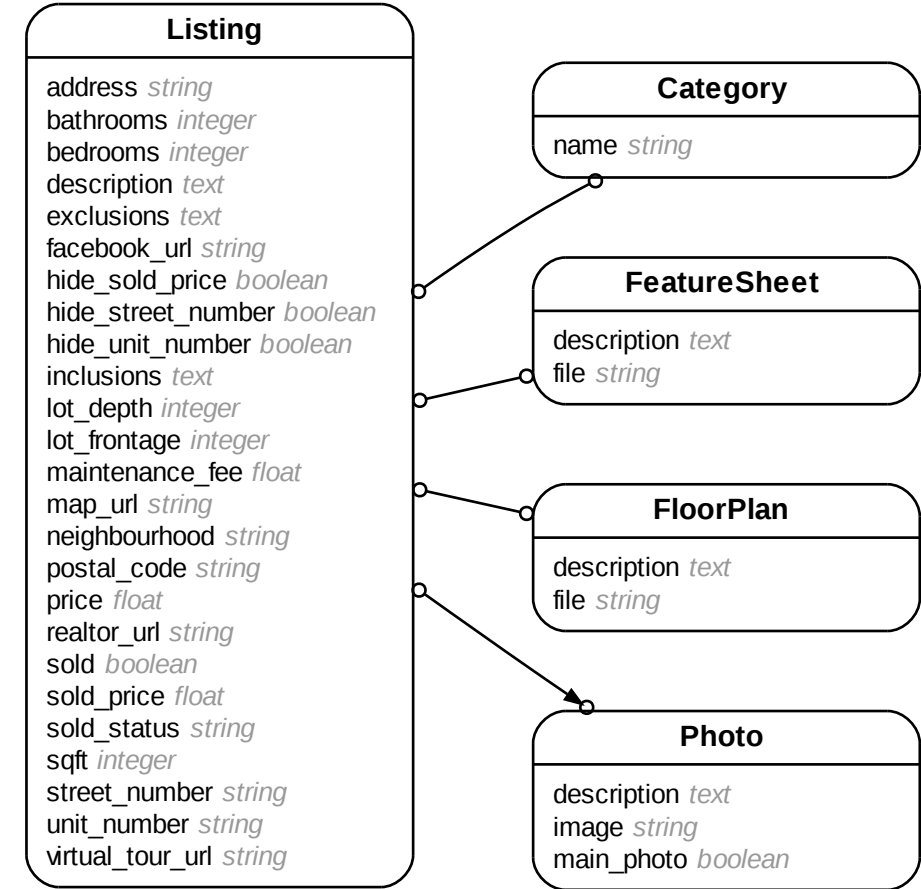 Listing
address string
bathrooms integer
bedrooms integer
description text
exclusions text
facebook_url string
hide_sold_price boolean
hide_street_number boolean
hide_unit_number boolean
inclusions text
lot_depth integer
lot_frontage integer
maintenance_fee float
map_url string
neighbourhood string
postal_code string
price float
realtor_url string
sold boolean
sold_price float
sold_status string
sqft integer
street_number string
unit_number string
virtual_tour_url string
Category
name string
FeatureSheet
description text
file string
FloorPlan
description text
file string
Photo
description text
image string
main_photo boolean